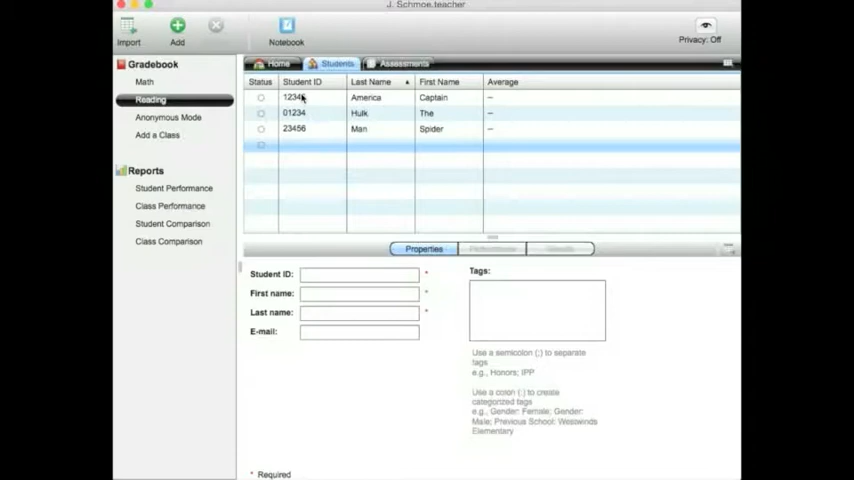 J. Schmoe.teacher
Import
Add
Notebook
Privacy: Off
Gradebook
Math
Reading
Anonymous Mode
Add a Class
Reports
Student Performance
Class Performance
Student Comparison
Class Comparison
Home
Students
Assessments
Status Student ID Last Name First Name Average
12345 America Captain --
01234 Hulk The --
23456 Man Spider --
Properties
Student ID: *
First name: *
Last name: *
E-mail:
Tags:
Use a semicolon (;) to separate
tags
e.g., Honors; IPP
Use a colon (:) to create
categorized tags
e.g., Gender: Female; Gender:
Male; Previous School: Westwinds
Elementary
* Required